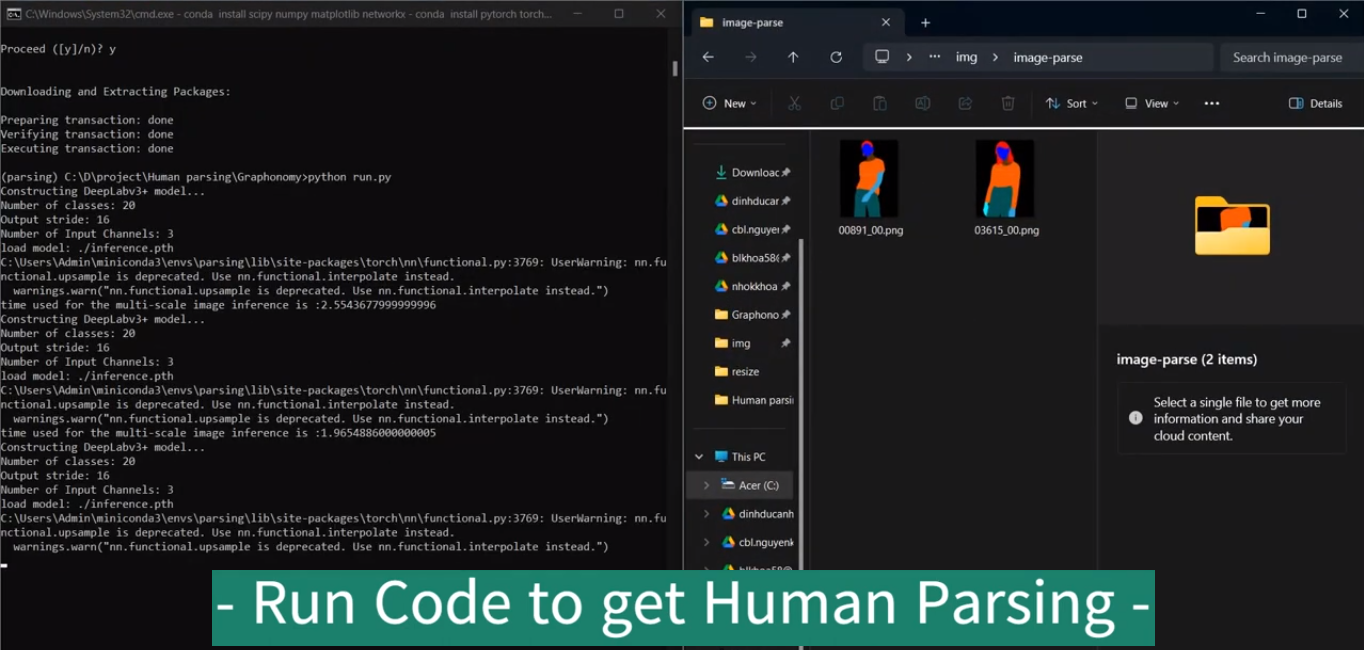 C:\Windows\System32\cmd.exe - conda install scipy numpy matplotlib networkx - conda install pytorch torch...
Proceed ([y]/n)? y
Downloading and Extracting Packages:
Preparing transaction: done
Verifying transaction: done
Executing transaction: done
(parsing) C:\D\project\Human parsing\Graphonomy>python run.py
Constructing DeepLabv3+ model...
Number of classes: 20
Output stride: 16
Number of Input Channels: 3
load model: ./inference.pth
C:\Users\Admin\miniconda3\envs\parsing\lib\site-packages\torch\nn\functional.py:3769: UserWarning: nn.fu
nctional.upsample is deprecated. Use nn.functional.interpolate instead.
warnings.warn("nn.functional.upsample is deprecated. Use nn.functional.interpolate instead.")
time used for the multi-scale image inference is :2.5543677999999996
Constructing DeepLabv3+ model...
Number of classes: 20
Output stride: 16
Number of Input Channels: 3
load model: ./inference.pth
C:\Users\Admin\miniconda3\envs\parsing\lib\site-packages\torch\nn\functional.py:3769: UserWarning: nn.fu
nctional.upsample is deprecated. Use nn.functional.interpolate instead.
warnings.warn("nn.functional.upsample is deprecated. Use nn.functional.interpolate instead.")
time used for the multi-scale image inference is :1.9654886000000005
Constructing DeepLabv3+ model...
Number of classes: 20
Output stride: 16
Number of Input Channels: 3
load model: ./inference.pth
C:\Users\Admin\miniconda3\envs\parsing\lib\site-packages\torch\nn\functional.py:3769: UserWarning: nn.fu
nctional.upsample is deprecated. Use nn.functional.interpolate instead.
warnings.warn("nn.functional.upsample is deprecated. Use nn.functional.interpolate instead.")
image-parse
... img > image-parse
Search image-parse
New
Sort
View
...
Details
Downloac
dinhducar
cbl.nguyer
blkhoa58(
nhokkhoa
Graphono
img
resize
Human parsi
This PC
Acer (C:)
dinhducanh
cbl.nguyenk
blkhoa58@
00891_00.png
03615_00.png
image-parse (2 items)
Select a single file to get more
information and share your
cloud content.
- Run Code to get Human Parsing -